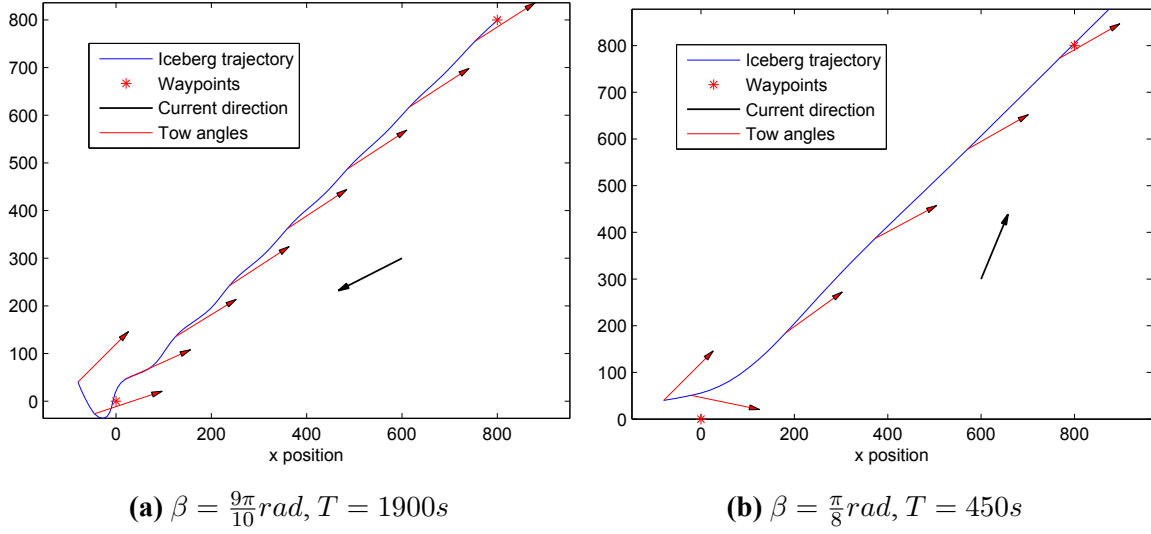 800
700
600
500
400
300
200
100
0
Iceberg trajectory
Waypoints
Current direction
Tow angles
0 200 400 600 800
x position
(a) β = 9π/10 rad, T = 1900s
800
700
600
500
400
300
200
100
0
Iceberg trajectory
Waypoints
Current direction
Tow angles
0 200 400 600 800
x position
(b) β = π/8 rad, T = 450s